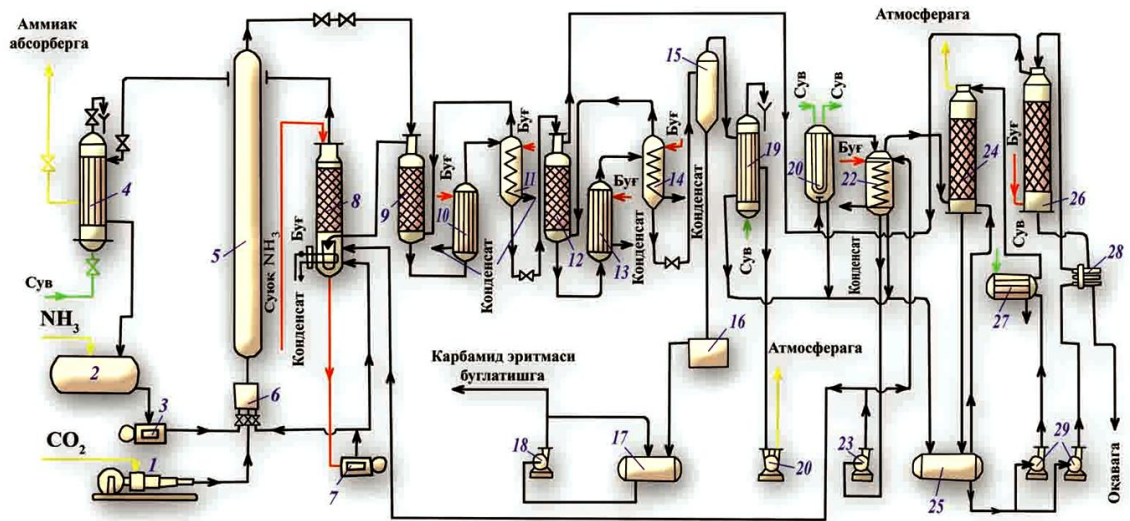 Аммиак
абсорберга
4
Сув
NH3
2
3
CO2
1
5
6
Суюк NH3
8
Буғ
Конденсат
7
9
Буғ
10
Конденсат
Буғ
11
12
Буғ
13
Конденсат
Буғ
14
Конденсат
15
16
Карбамид эритмаси
буглатишга
18
17
19
Сув
Атмосферага
20
Сув
Сув
20
Буғ
22
Конденсат
23
Атмосферага
24
25
Буғ
26
Сув
27
28
29
Оқавага